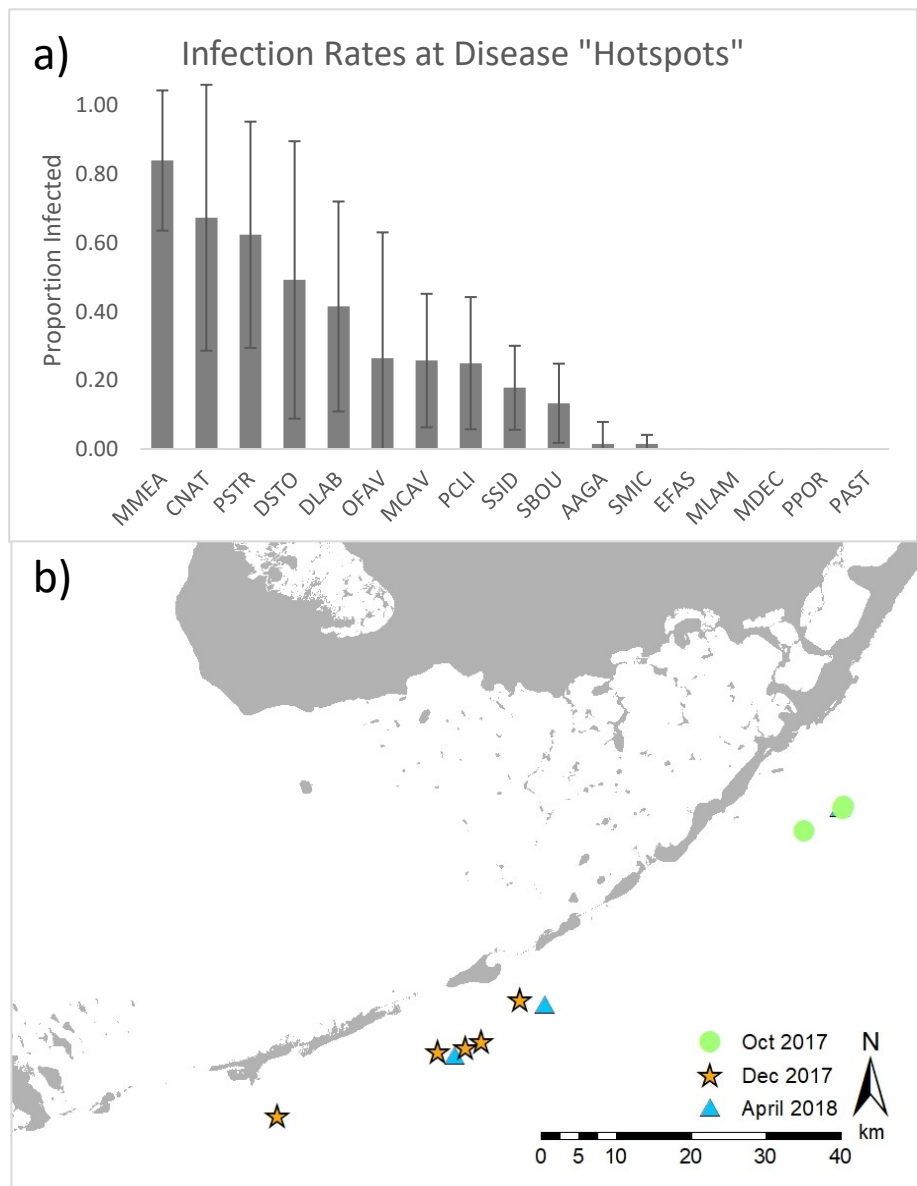 a)
Infection Rates at Disease "Hotspots"
Proportion Infected
1.00
0.80
0.60
0.40
0.20
0.00
MMEA
CNAT
PSTR
DSTO
DLAB
OFAV
MCAV
PCLI
SSID
SBOU
AAGA
SMIC
EFAS
MLAM
MDEC
PPOR
PAST
b)
Oct 2017
Dec 2017
April 2018
N
km
0 5 10 20 30 40